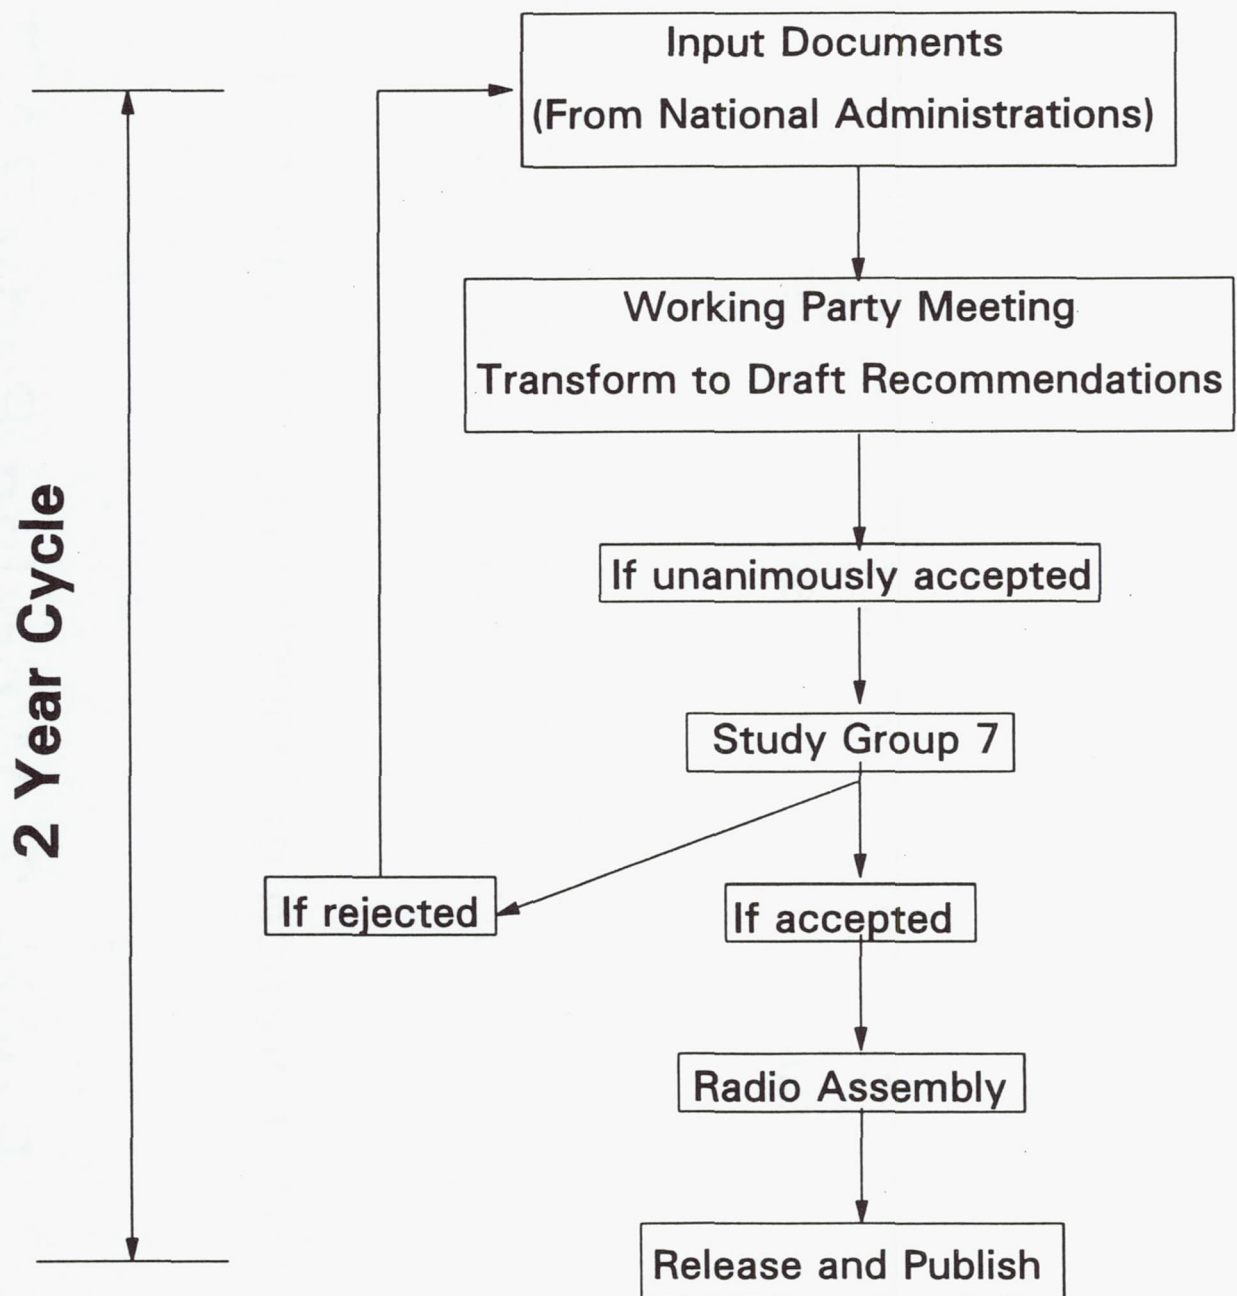 Input Documents
(From National Administrations)
Working Party Meeting
Transform to Draft Recommendations
If unanimously accepted
Study Group 7
If rejected
If accepted
Radio Assembly
Release and Publish
2 Year Cycle